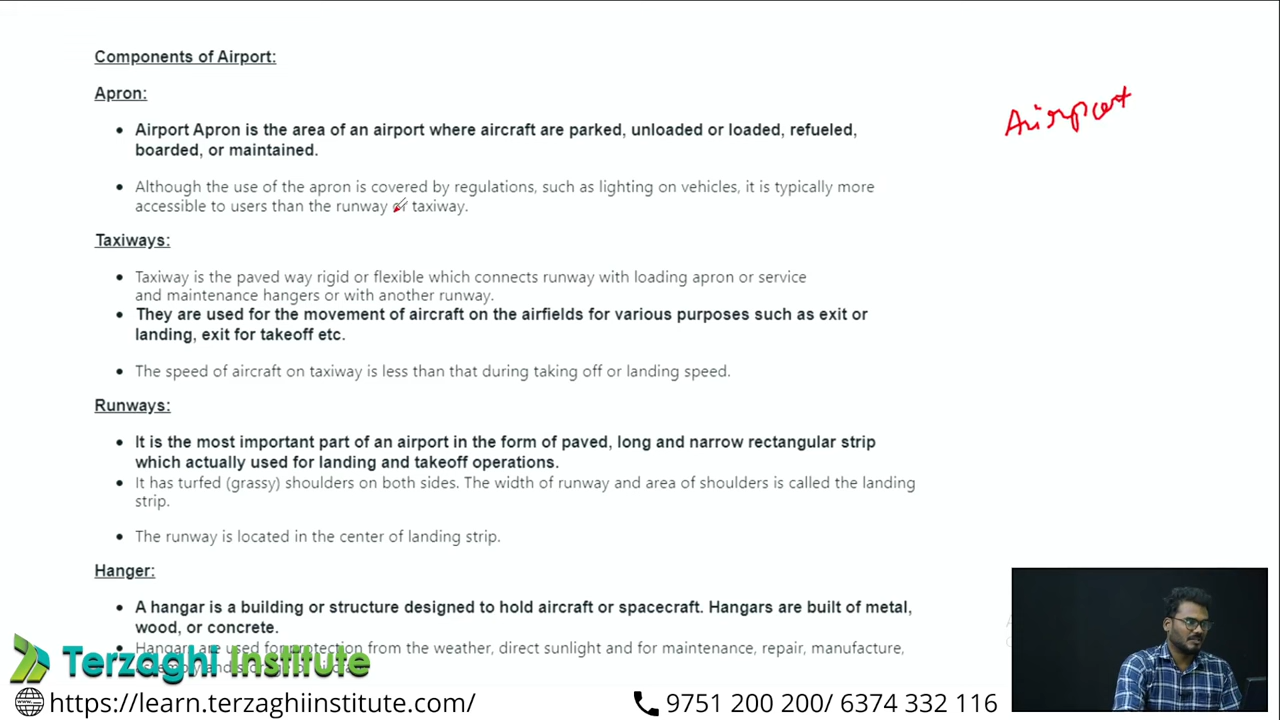 Components of Airport:
Airport
Apron:
• Airport Apron is the area of an airport where aircraft are parked, unloaded or loaded, refueled,
boarded, or maintained.
• Although the use of the apron is covered by regulations, such as lighting on vehicles, it is typically more
accessible to users than the runway or taxiway.
Taxiways:
• Taxiway is the paved way rigid or flexible which connects runway with loading apron or service
and maintenance hangers or with another runway.
• They are used for the movement of aircraft on the airfields for various purposes such as exit or
landing, exit for takeoff etc.
• The speed of aircraft on taxiway is less than that during taking off or landing speed.
Runways:
• It is the most important part of an airport in the form of paved, long and narrow rectangular strip
which actually used for landing and takeoff operations.
• It has turfed (grassy) shoulders on both sides. The width of runway and area of shoulders is called the landing
strip.
• The runway is located in the center of landing strip.
Hanger:
• A hangar is a building or structure designed to hold aircraft or spacecraft. Hangars are built of metal,
wood, or concrete.
• Hangars are used for protection from the weather, direct sunlight and for maintenance, repair, manufacture,
Terzaghi Institute
https://learn.terzaghiinstitute.com/
9751 200 200/ 6374 332 116